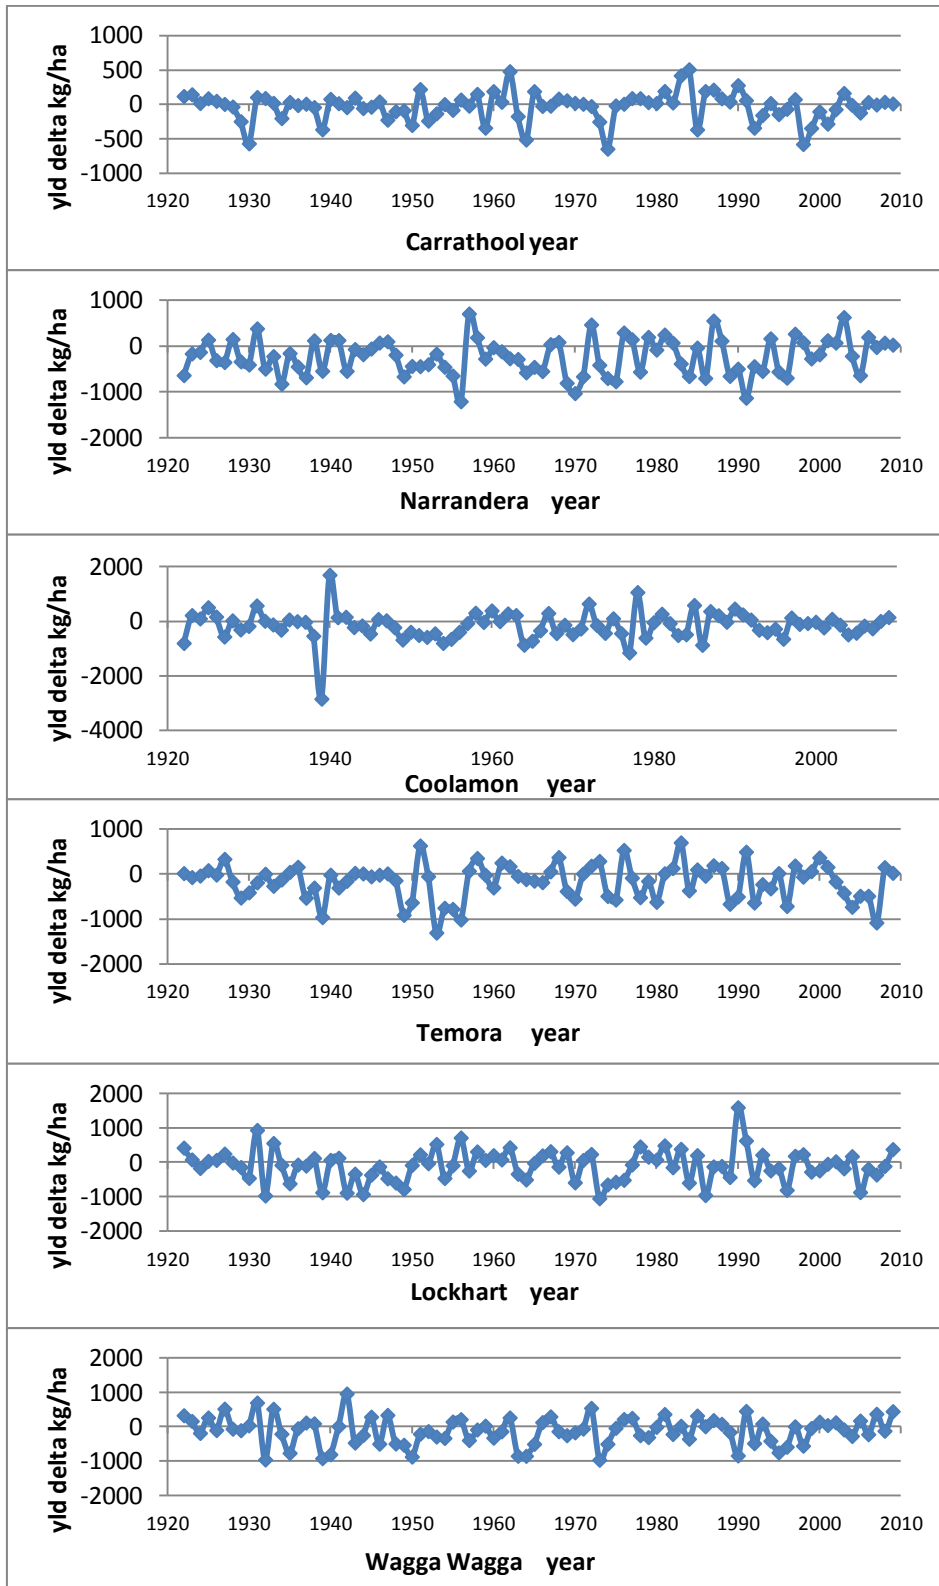 yld delta kg/ha
1000
500
0
-500
-1000
1920 1930 1940 1950 1960 1970 1980 1990 2000 2010
Carrathool year
yld delta kg/ha
1000
0
-1000
-2000
1920 1930 1940 1950 1960 1970 1980 1990 2000 2010
Narrandera year
yld delta kg/ha
2000
0
-2000
-4000
1920 1940 1960 1980 2000
Coolamon year
yld delta kg/ha
1000
0
-1000
-2000
1920 1930 1940 1950 1960 1970 1980 1990 2000 2010
Temora year
yld delta kg/ha
2000
1000
0
-1000
-2000
1920 1930 1940 1950 1960 1970 1980 1990 2000 2010
Lockhart year
yld delta kg/ha
2000
1000
0
-1000
-2000
1920 1930 1940 1950 1960 1970 1980 1990 2000 2010
Wagga Wagga year